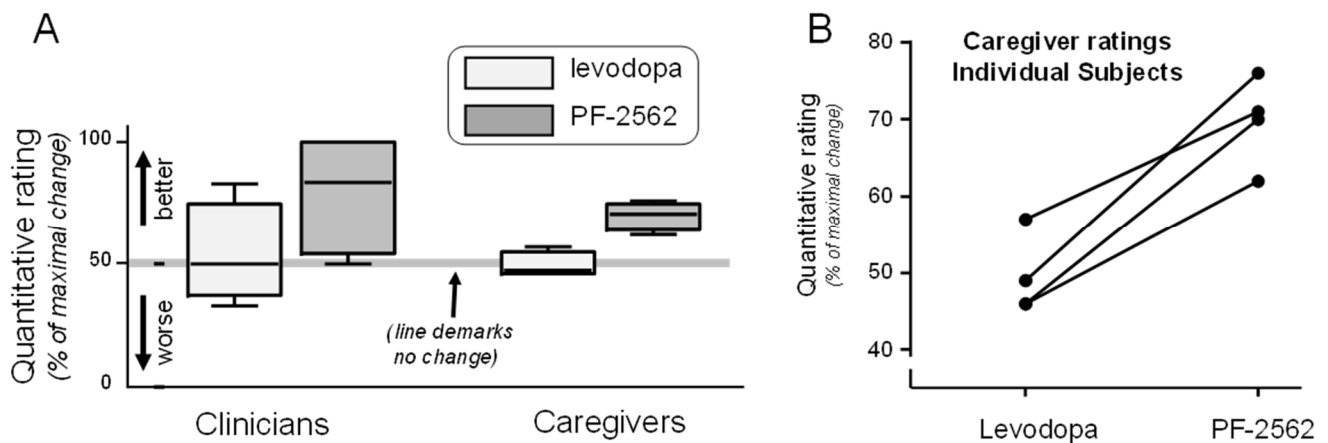 A
levodopa
PF-2562
Quantitative rating
(% of maximal change)
100
50
0
better
worse
(line demarks
no change)
Clinicians
Caregivers
B
Caregiver ratings
Individual Subjects
Quantitative rating
(% of maximal change)
80
70
60
50
40
Levodopa
PF-2562